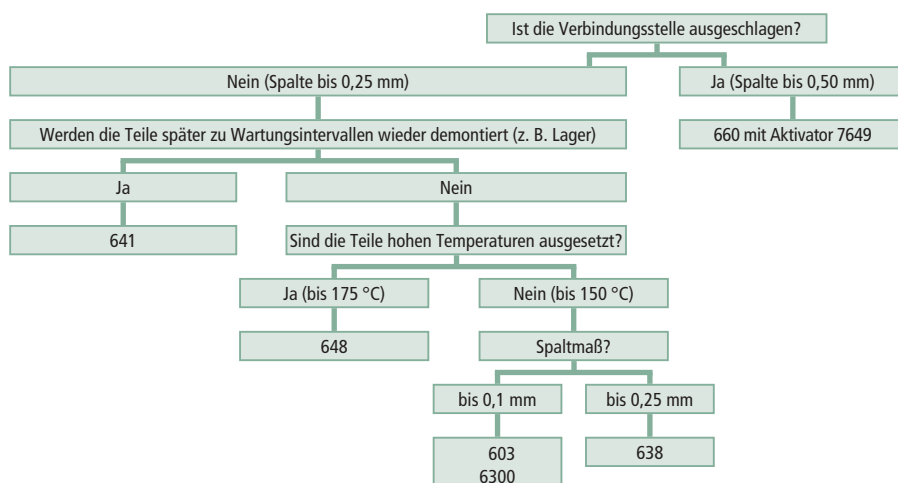 Ist die Verbindungsstelle ausgeschlagen?
Nein (Spalte bis 0,25 mm)
Ja (Spalte bis 0,50 mm)
Werden die Teile später zu Wartungsintervallen wieder demontiert (z. B. Lager)
660 mit Aktivator 7649
Ja
Nein
641
Sind die Teile hohen Temperaturen ausgesetzt?
Ja (bis 175 °C)
Nein (bis 150 °C)
648
Spaltmaß?
bis 0,1 mm
bis 0,25 mm
603
6300
638